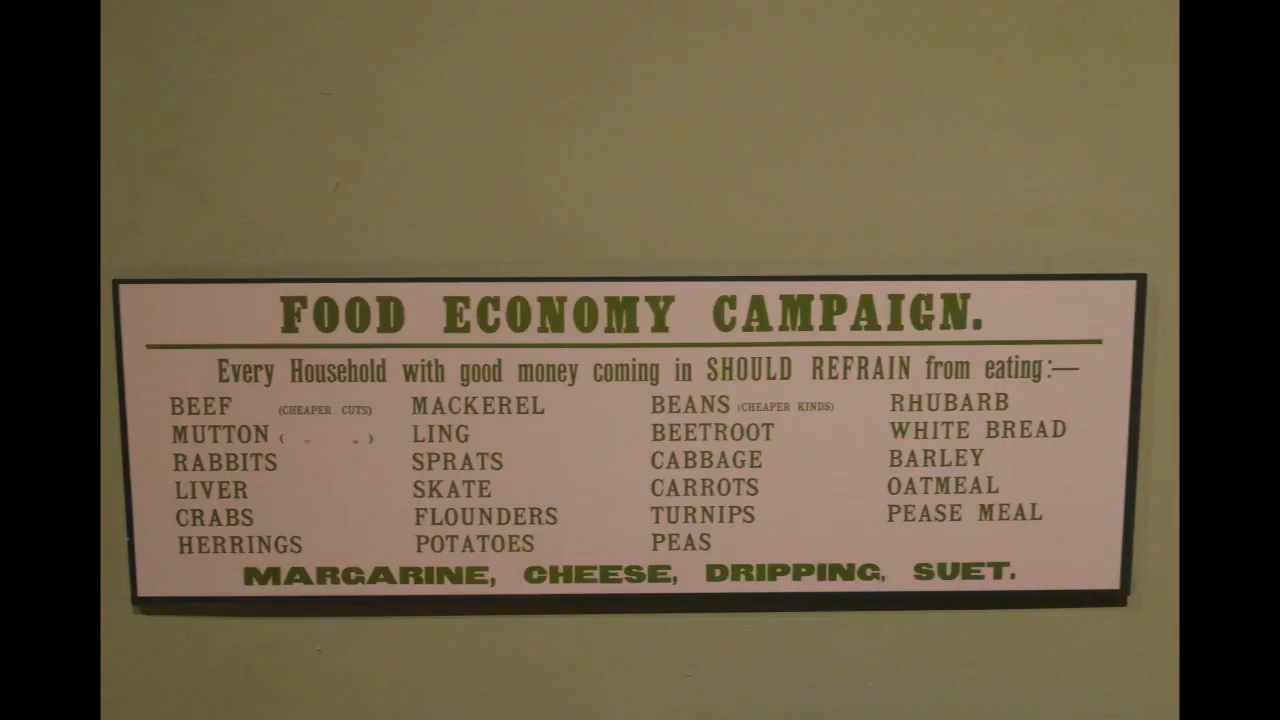 FOOD ECONOMY CAMPAIGN.
Every Household with good money coming in SHOULD REFRAIN from eating:—
BEEF (CHEAPER CUTS) MACKEREL BEANS (CHEAPER KINDS) RHUBARB
MUTTON ( „ „ ) LING BEETROOT WHITE BREAD
RABBITS SPRATS CABBAGE BARLEY
LIVER SKATE CARROTS OATMEAL
CRABS FLOUNDERS TURNIPS PEASE MEAL
HERRINGS POTATOES PEAS
MARGARINE, CHEESE, DRIPPING, SUET.